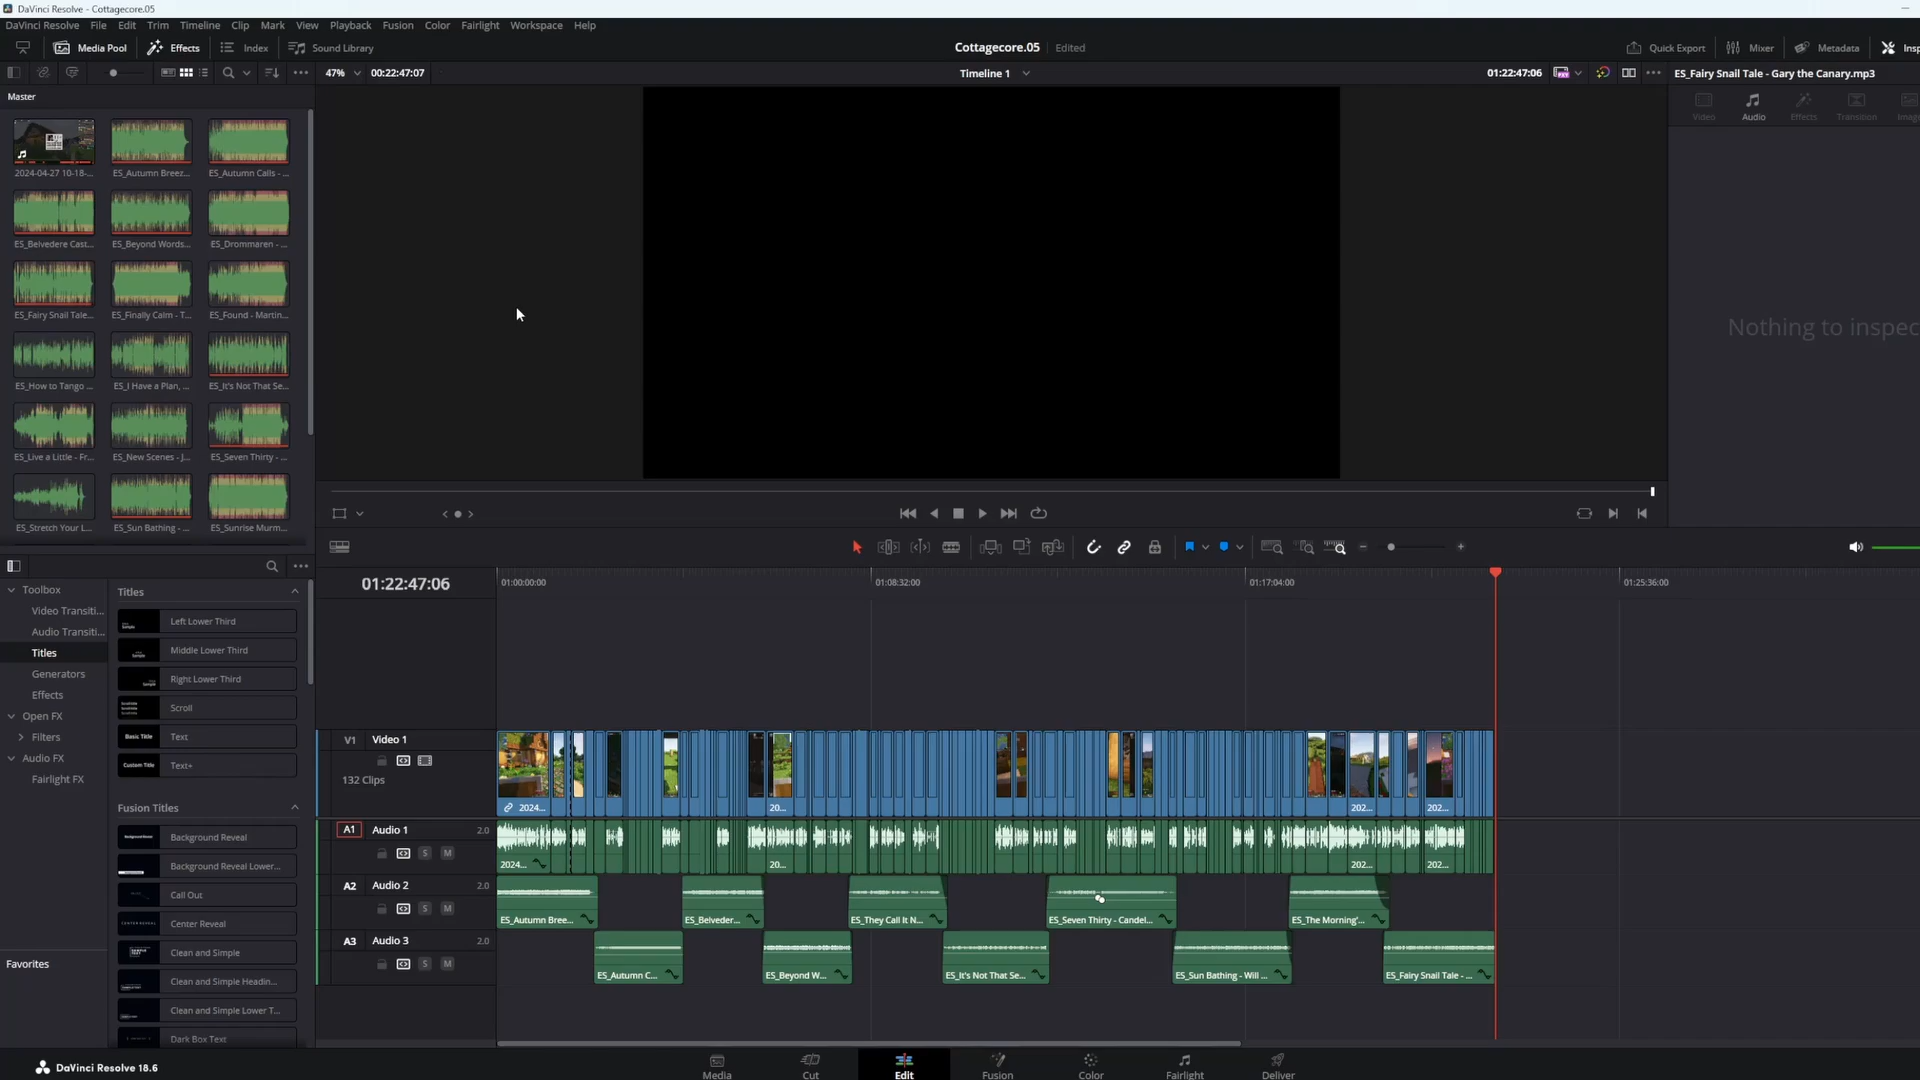 DaVinci Resolve - Cottagecore.05
DaVinci Resolve File Edit Trim Timeline Clip Mark View Playback Fusion Color Fairlight Workspace Help
Media Pool Effects Index Sound Library Cottagecore.05 Edited Quick Export Mixer Metadata Insp
47% 00:22:47:07 Timeline 1 01:22:47:06 ES_Fairy Snail Tale - Gary the Canary.mp3
Master
Video Audio Effects Transition Imag
2024-04-27 10-18-... ES_Autumn Breez... ES_Autumn Calls - ...
ES_Belvedere Cast... ES_Beyond Words... ES_Drommaren - ...
ES_Fairy Snail Tale... ES_Finally Calm - T... ES_Found - Martin...
Nothing to inspec
ES_How to Tango ... ES_I Have a Plan, ... ES_It's Not That Se...
ES_Live a Little - Fr... ES_New Scenes - J... ES_Seven Thirty - ...
ES_Stretch Your L... ES_Sun Bathing - ... ES_Sunrise Murm...
01:22:47:06 01:00:00:00 01:08:32:00 01:17:04:00 01:25:36:00
Toolbox
Video Transiti...
Audio Transiti...
Titles
Generators
Effects
Open FX
Filters
Audio FX
Fairlight FX
Favorites
Titles
Left Lower Third
Middle Lower Third
Right Lower Third
Scroll
Basic Title Text
Custom Title Text+
Fusion Titles
Background Reveal
Background Reveal Lower...
Call Out
CENTER REVEAL Center Reveal
Clean and Simple
Clean and Simple Headin...
Clean and Simple Lower T...
Dark Box Text
V1 Video 1
132 Clips
2024... 20... 202... 202...
A1 Audio 1 2.0
S M
2024... 20... 202... 202...
A2 Audio 2 2.0
S M
ES_Autumn Bree... ES_Belveder... ES_They Call It N... ES_Seven Thirty - Candel... ES_The Morning'...
A3 Audio 3 2.0
S M
ES_Autumn C... ES_Beyond W... ES_It's Not That Se... ES_Sun Bathing - Will ... ES_Fairy Snail Tale - ...
DaVinci Resolve 18.6
Media Cut Edit Fusion Color Fairlight Deliver